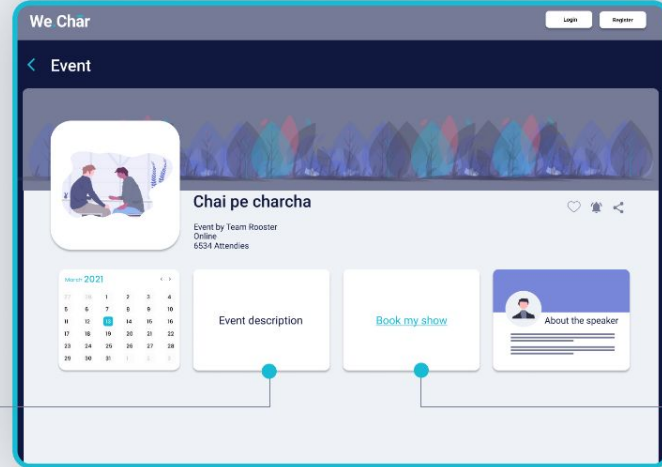 We Char
Login
Register
Event
Chai pe charcha
Event by Team Rooster
Online
6534 Attendies
March 2021
1 2 3 4
5 6 7 8 9 10
11 12 13 14 15 16
17 18 19 20 21 22
23 24 25 26 27 28
29 30 31 1 2 3
Event description
Book my show
About the speaker